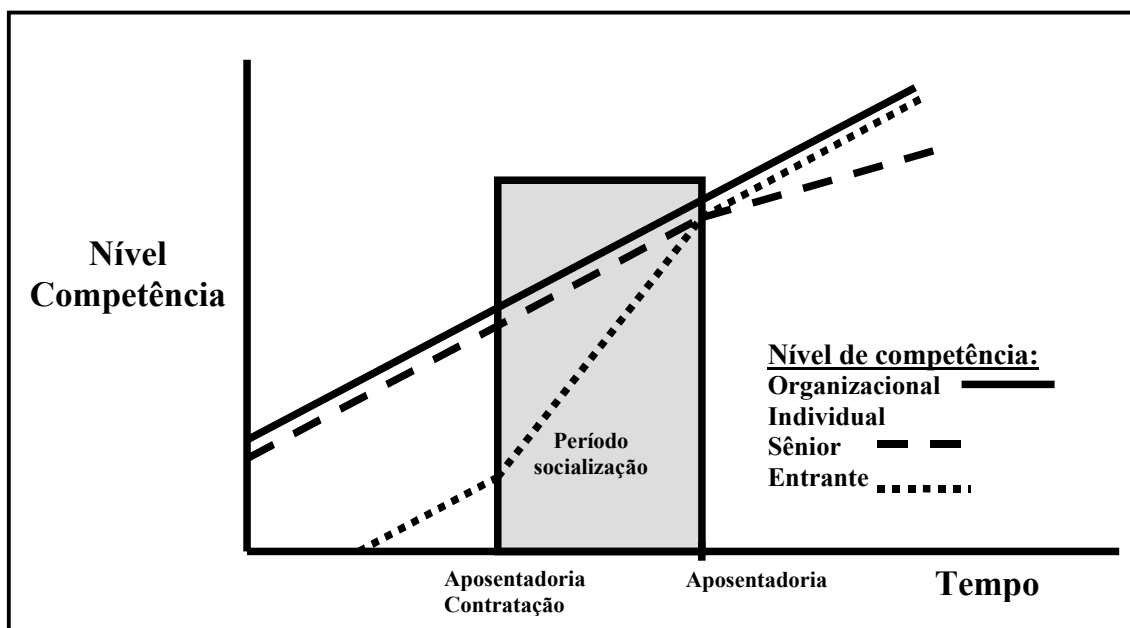 Nível
Competência
Período
socialização
Nível de competência:
Organizacional
Individual
Sênior
Entrante
Aposentadoria
Contratação
Aposentadoria
Tempo